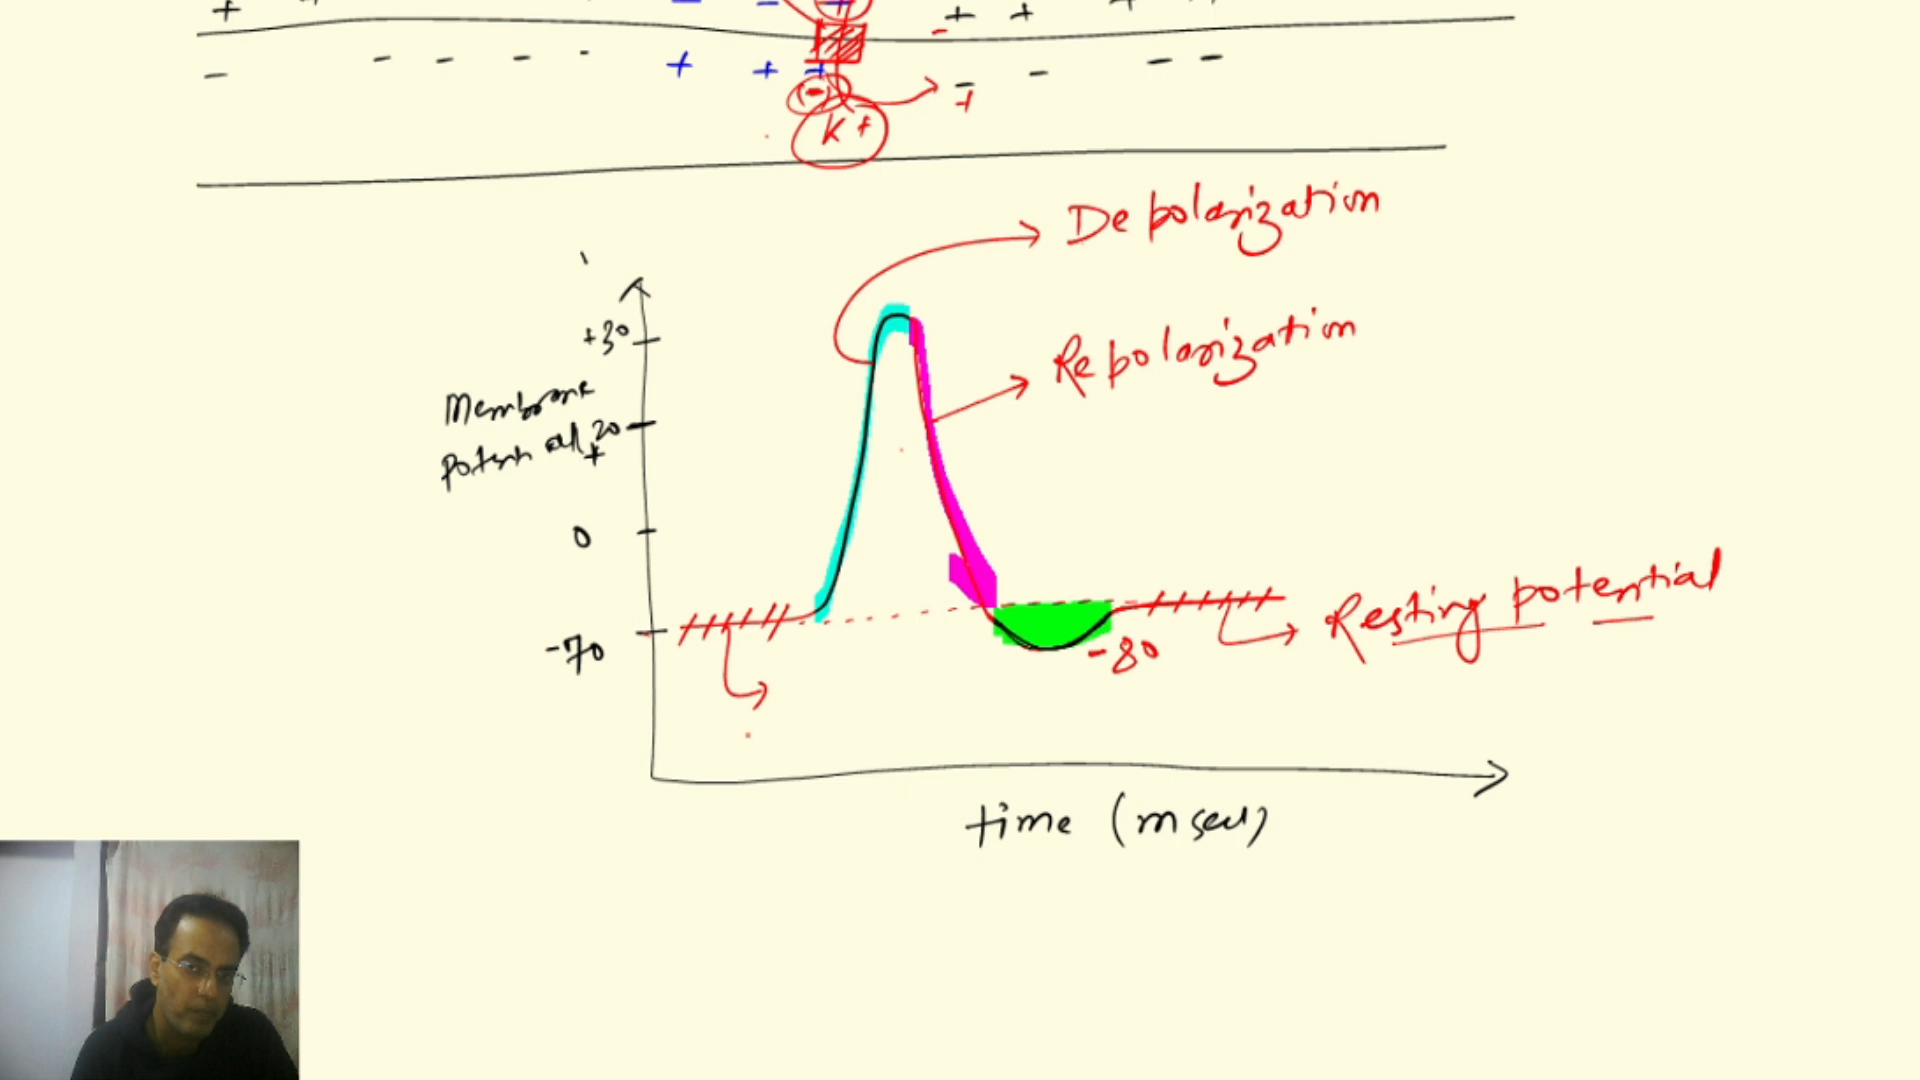 + - - + + + +
- - - - - + + + - - - -
(-) +
K+
Depolarization
+30
Repolarization
Membrane
potential +20
0
Resting potential
-70
-80
time (msec)